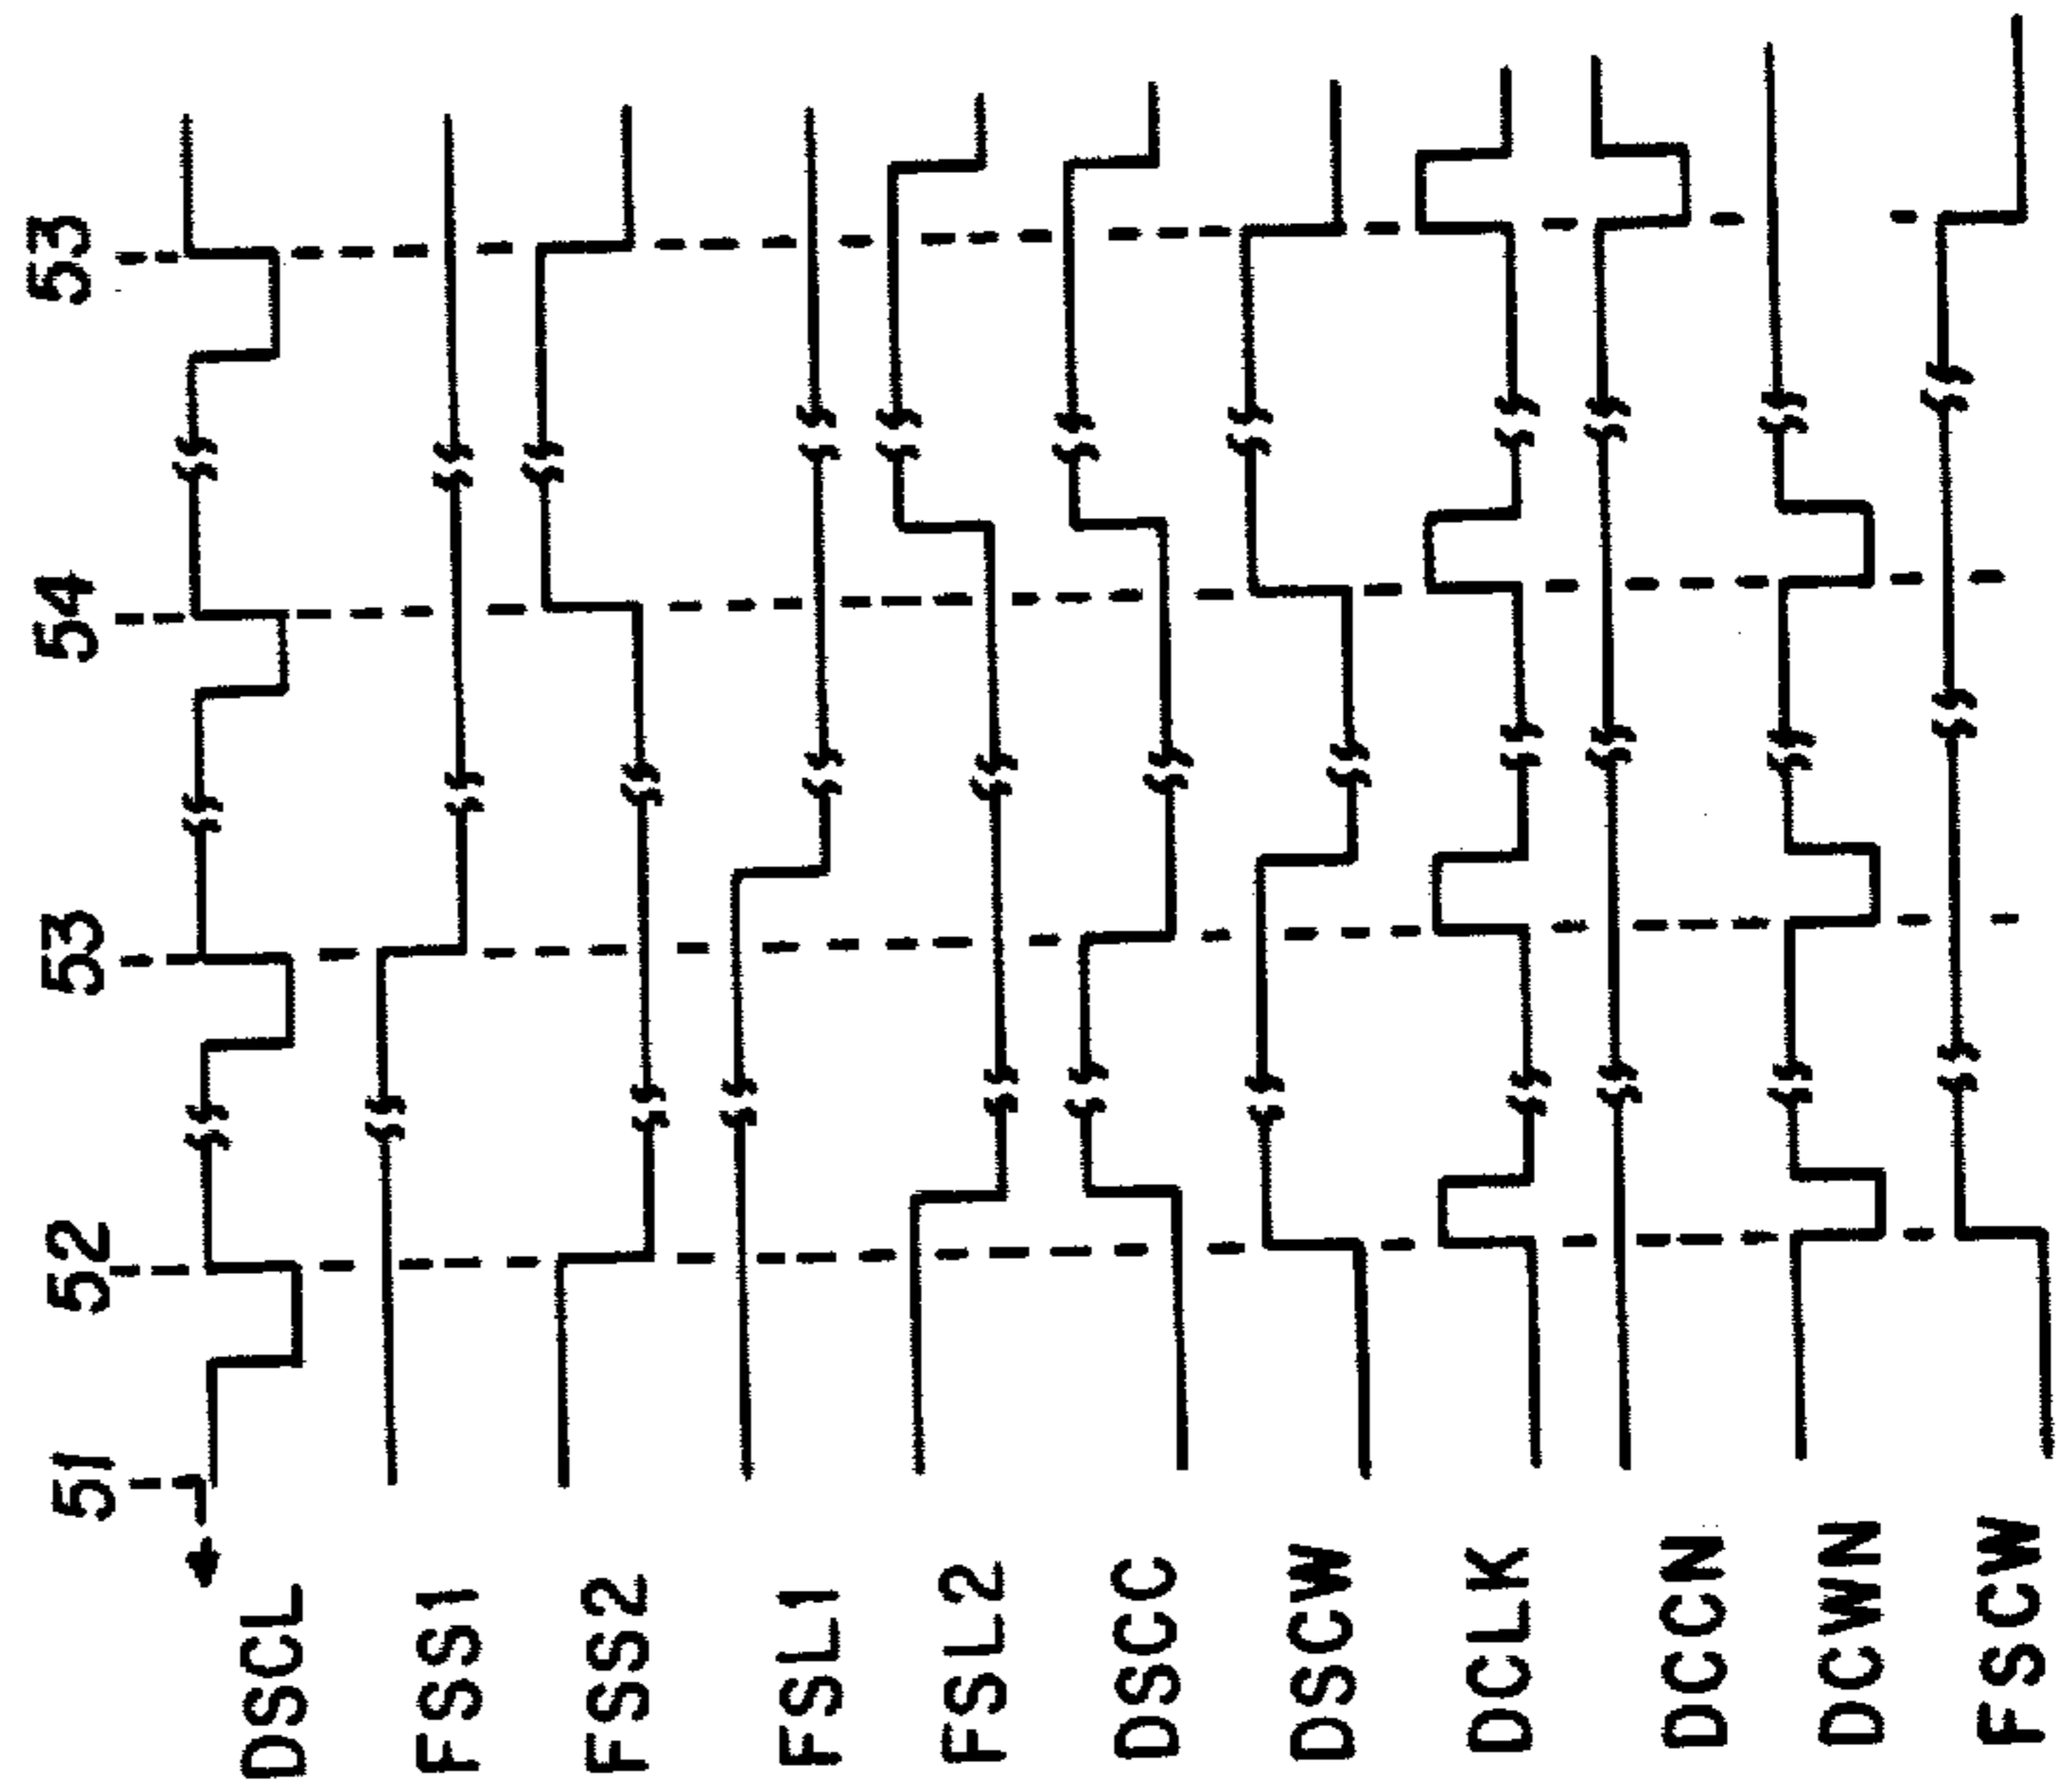 51 52 53 54 53
DSCL
FSS1
FSS2
FSL1
FSL2
DSCC
DSCW
DCLK
DCCN
DCWN
FSCW